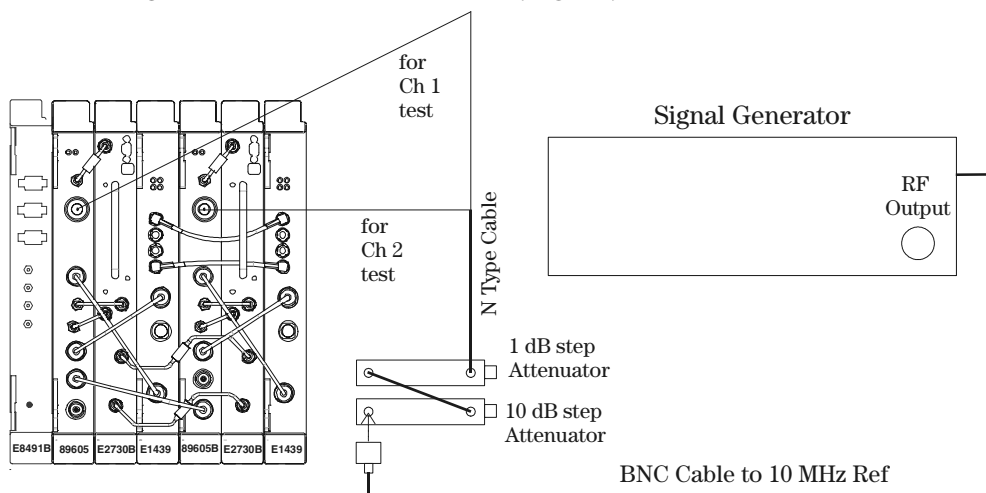 for
Ch 1
test
Signal Generator
RF
Output
for
Ch 2
test
N Type Cable
1 dB step
Attenuator
10 dB step
Attenuator
E8491B 89605 E2730B E1439 89605B E2730B E1439
BNC Cable to 10 MHz Ref